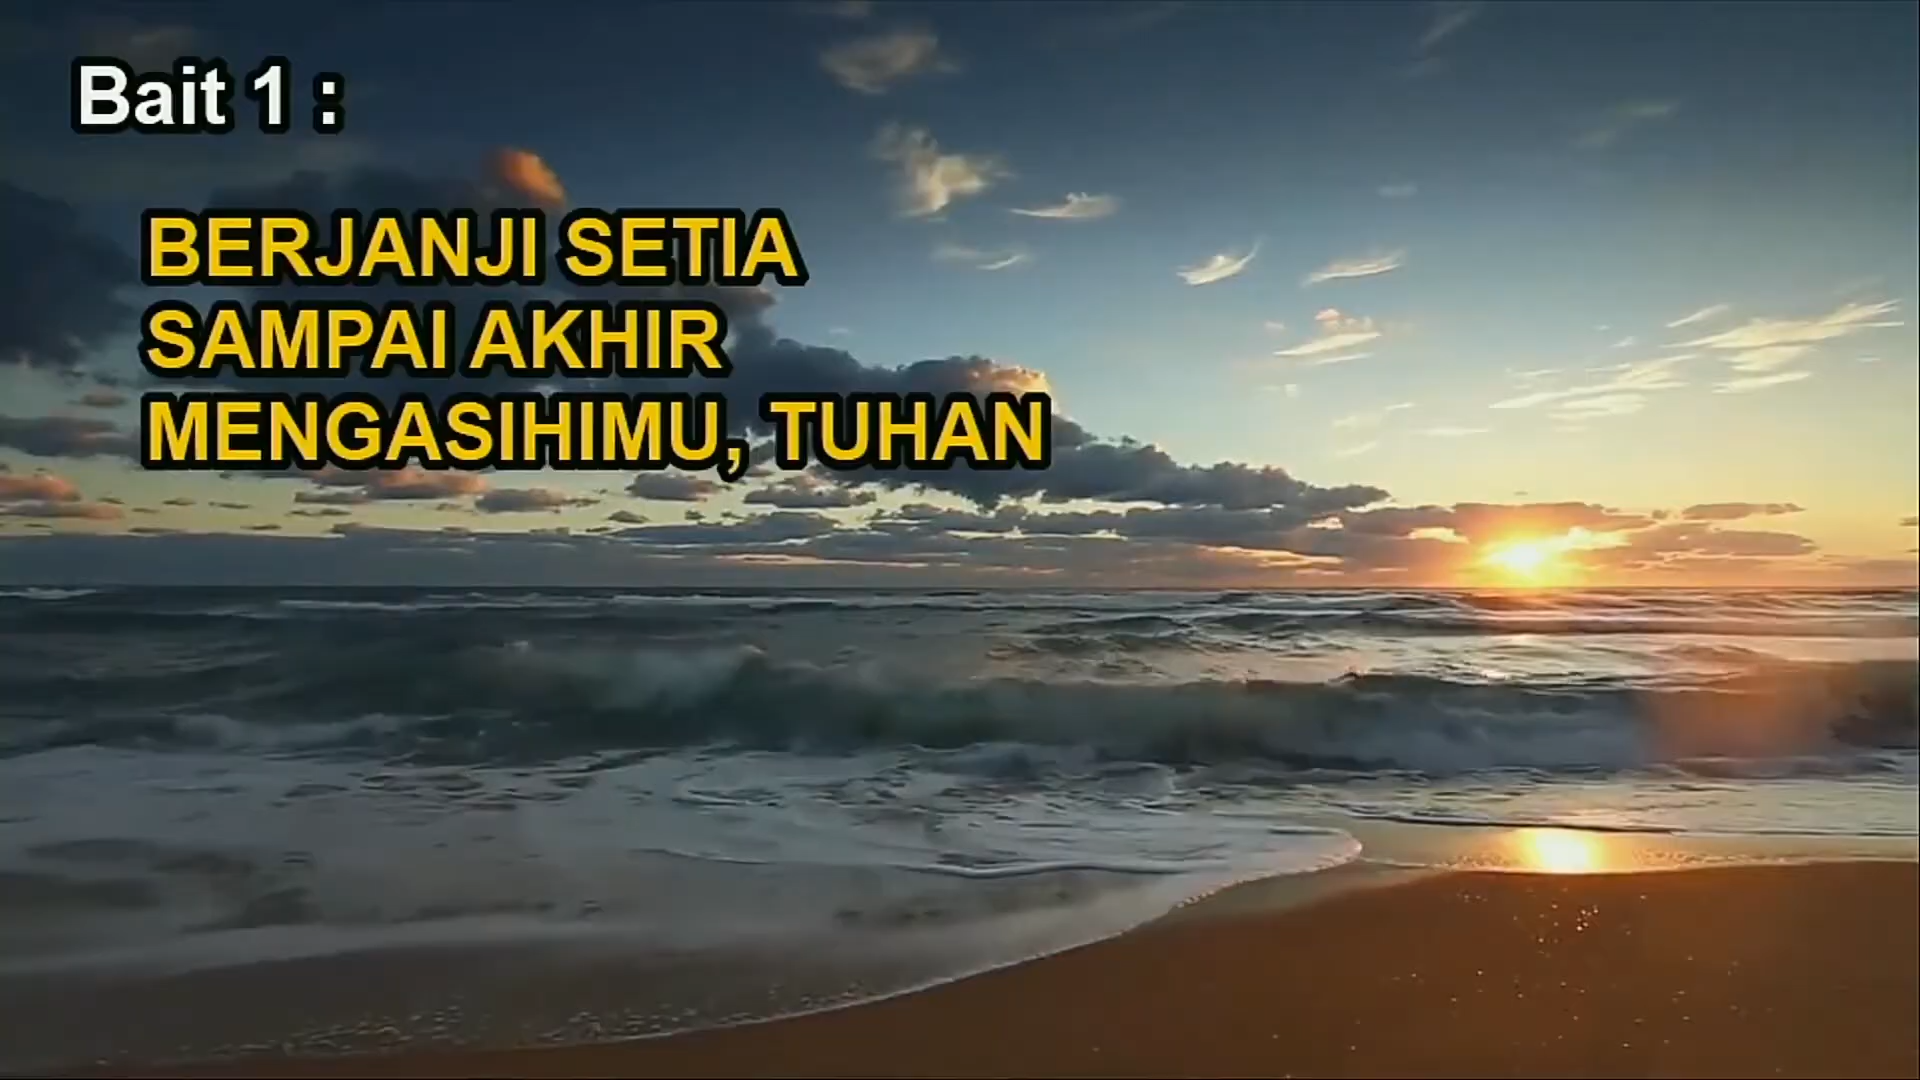 Bait 1 :
BERJANJI SETIA
SAMPAI AKHIR
MENGASIHIMU, TUHAN